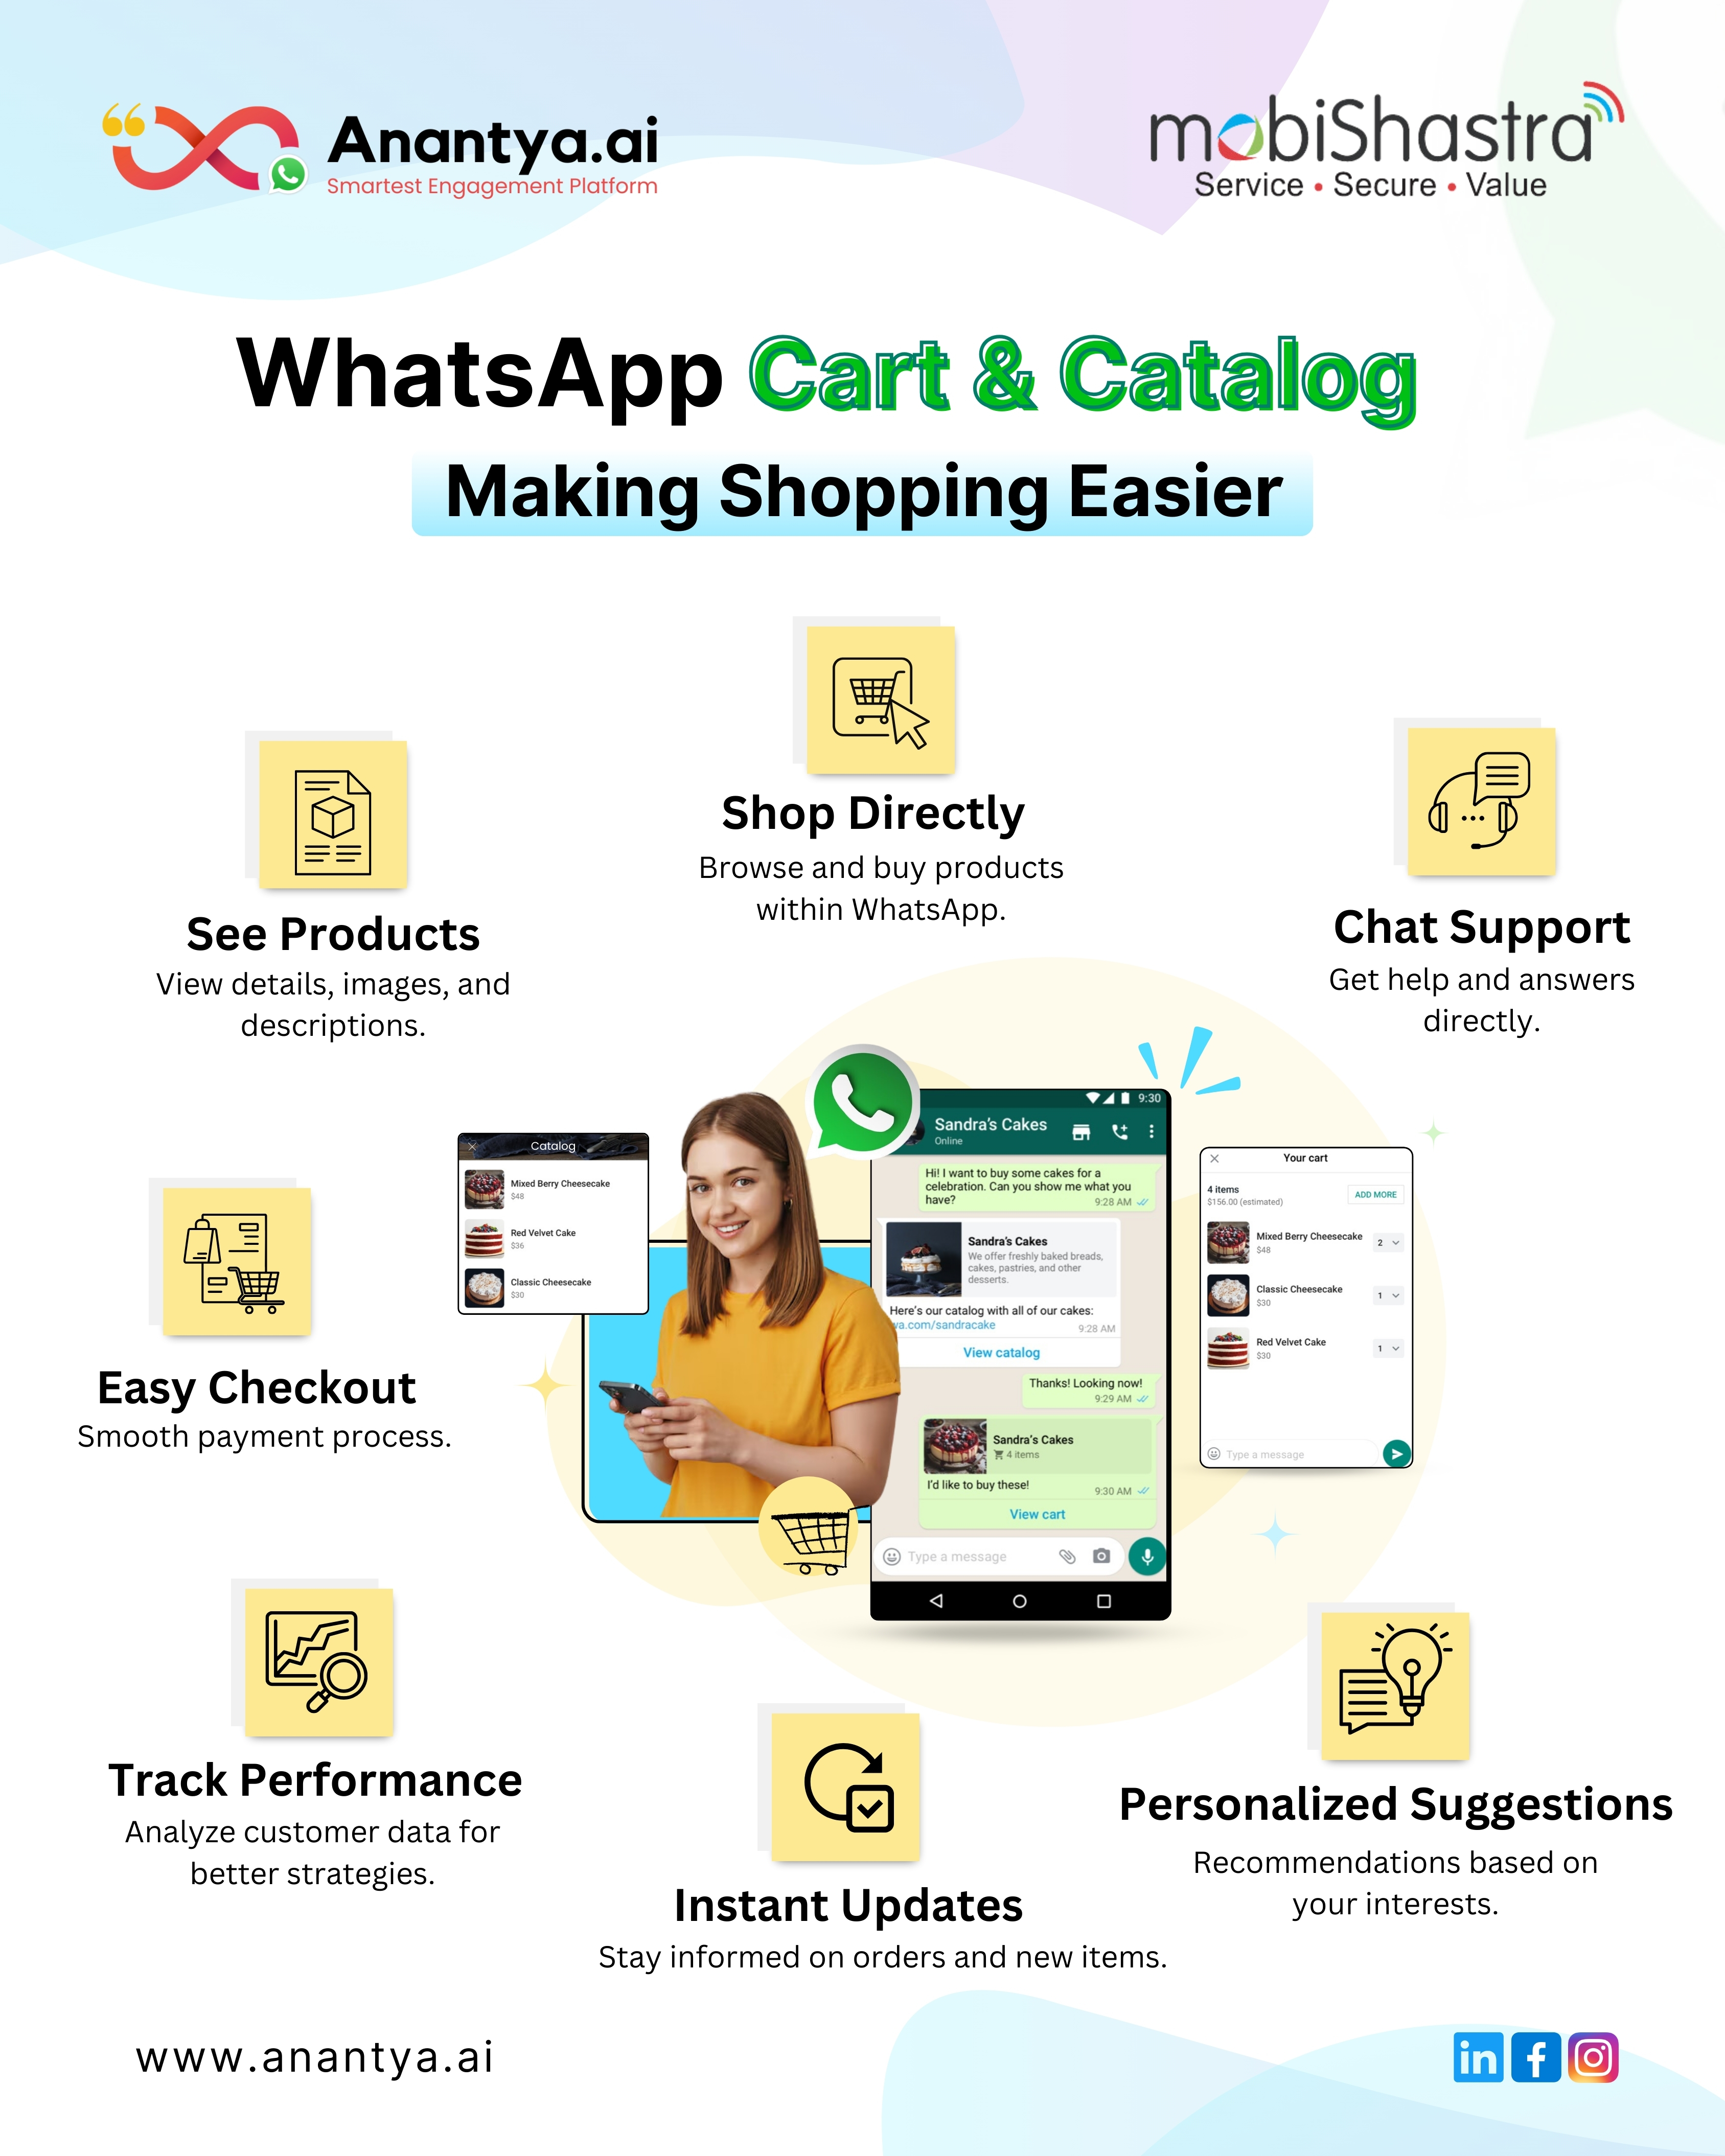 Anantya.ai
Smartest Engagement Platform
mobiShastra
Service • Secure • Value
WhatsApp Cart & Catalog
Making Shopping Easier
Shop Directly
Browse and buy products
within WhatsApp.
See Products
View details, images, and
descriptions.
Chat Support
Get help and answers
directly.
Easy Checkout
Smooth payment process.
Catalog
Mixed Berry Cheesecake
$48
Red Velvet Cake
$36
Classic Cheesecake
$30
9:30
Sandra's Cakes
Online
Hi! I want to buy some cakes for a
celebration. Can you show me what you
have?
9:28 AM
Sandra's Cakes
We offer freshly baked breads,
cakes, pastries, and other
desserts.
Here's our catalog with all of our cakes:
wa.com/sandracake
9:28 AM
View catalog
Thanks! Looking now!
9:29 AM
Sandra's Cakes
4 items
I'd like to buy these!
9:30 AM
View cart
Type a message
Your cart
4 items
$156.00 (estimated)
ADD MORE
Mixed Berry Cheesecake
$48
2
Classic Cheesecake
$30
1
Red Velvet Cake
$30
1
Type a message
Track Performance
Analyze customer data for
better strategies.
Instant Updates
Stay informed on orders and new items.
Personalized Suggestions
Recommendations based on
your interests.
www.anantya.ai
in
f